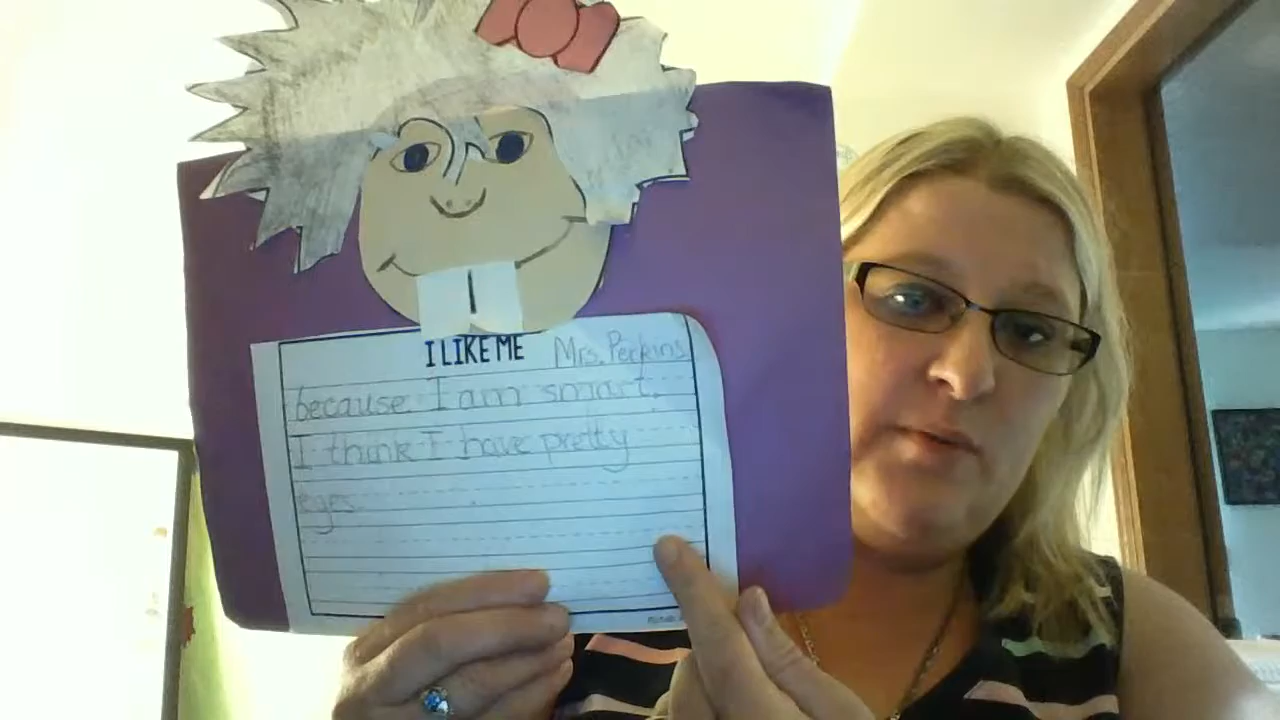 I LIKE ME Mrs. Perkins
because I am smart.
I think I have pretty
eyes.